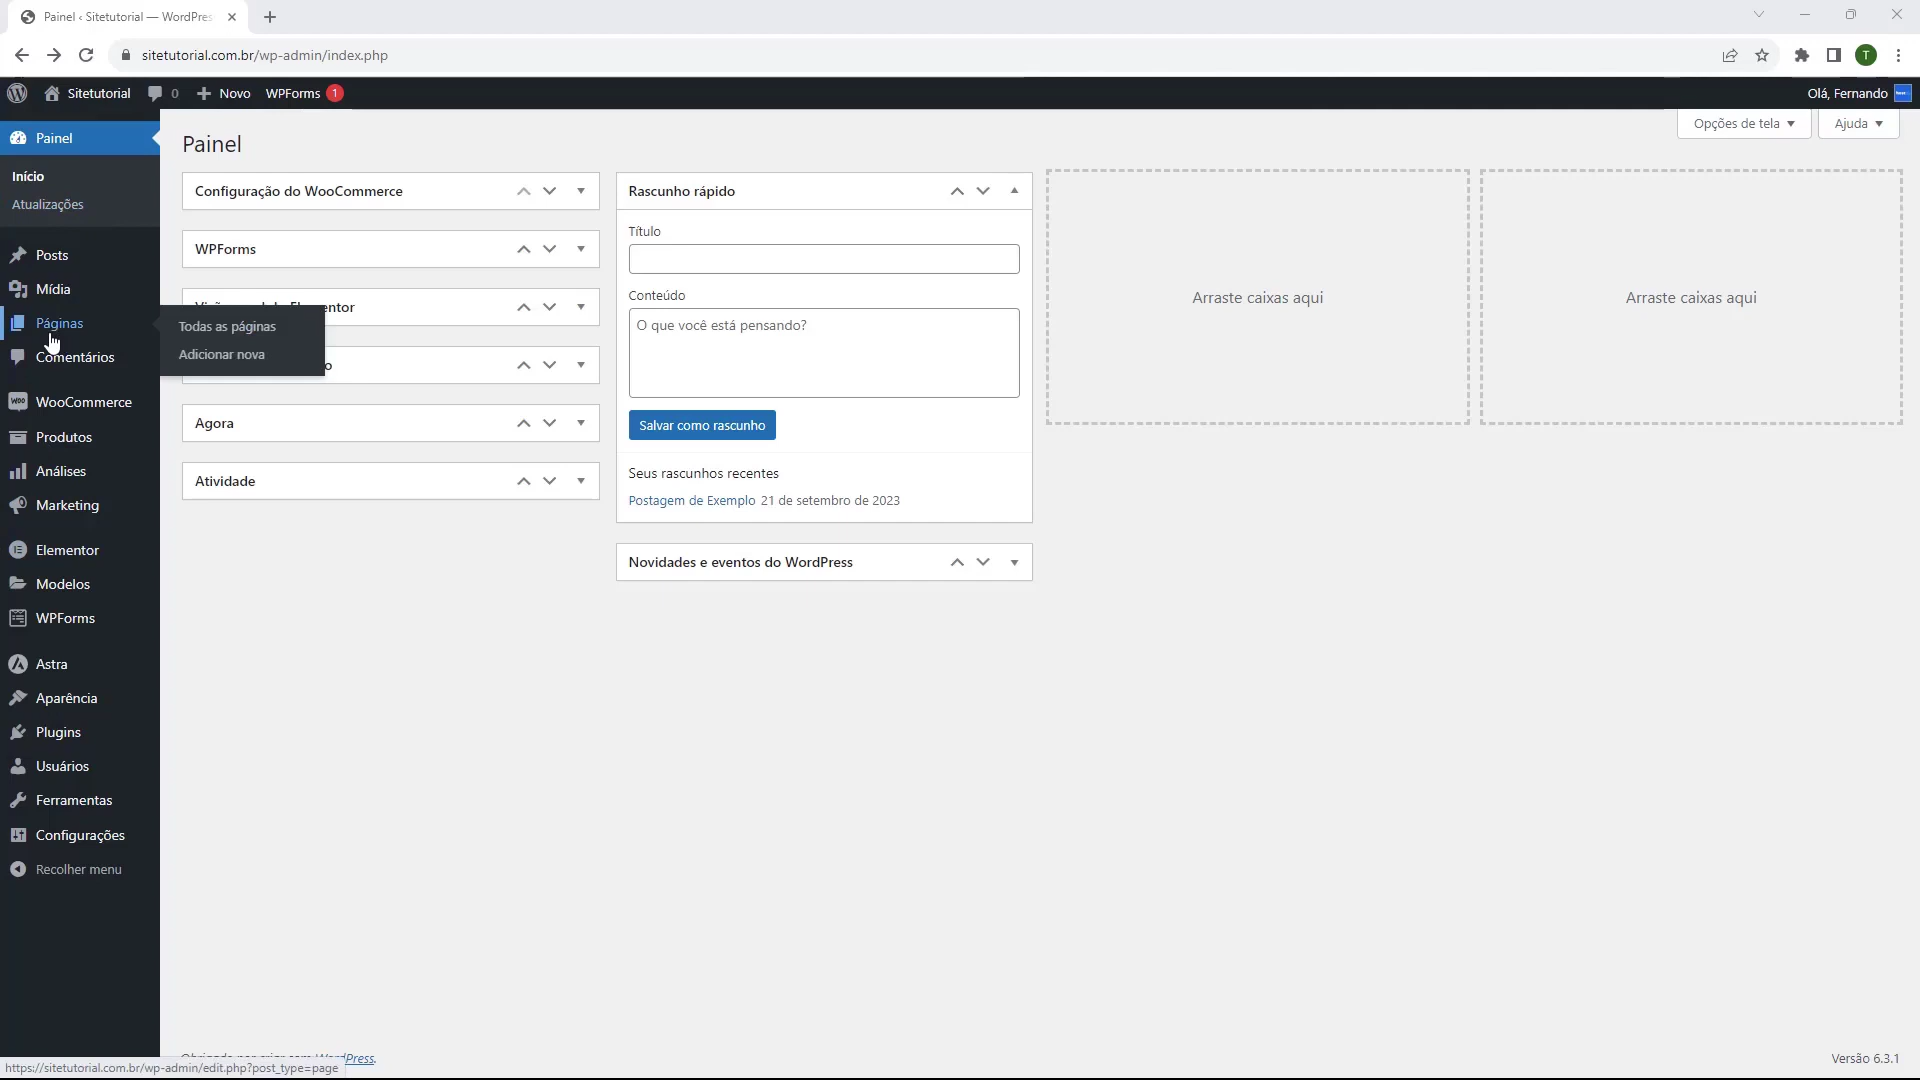 Painel ‹ Sitetutorial — WordPres
sitetutorial.com.br/wp-admin/index.php
T
Sitetutorial
0
Novo
WPForms 1
Olá, Fernando
Painel
Início
Atualizações
Posts
Mídia
Páginas
Comentários
WooCommerce
Produtos
Análises
Marketing
Elementor
Modelos
WPForms
Astra
Aparência
Plugins
Usuários
Ferramentas
Configurações
Recolher menu
Todas as páginas
Adicionar nova
Opções de tela
Ajuda
Painel
Configuração do WooCommerce
WPForms
Agora
Atividade
Rascunho rápido
Título
Conteúdo
O que você está pensando?
Salvar como rascunho
Seus rascunhos recentes
Postagem de Exemplo 21 de setembro de 2023
Novidades e eventos do WordPress
Arraste caixas aqui
Arraste caixas aqui
https://sitetutorial.com.br/wp-admin/edit.php?post_type=page
Versão 6.3.1